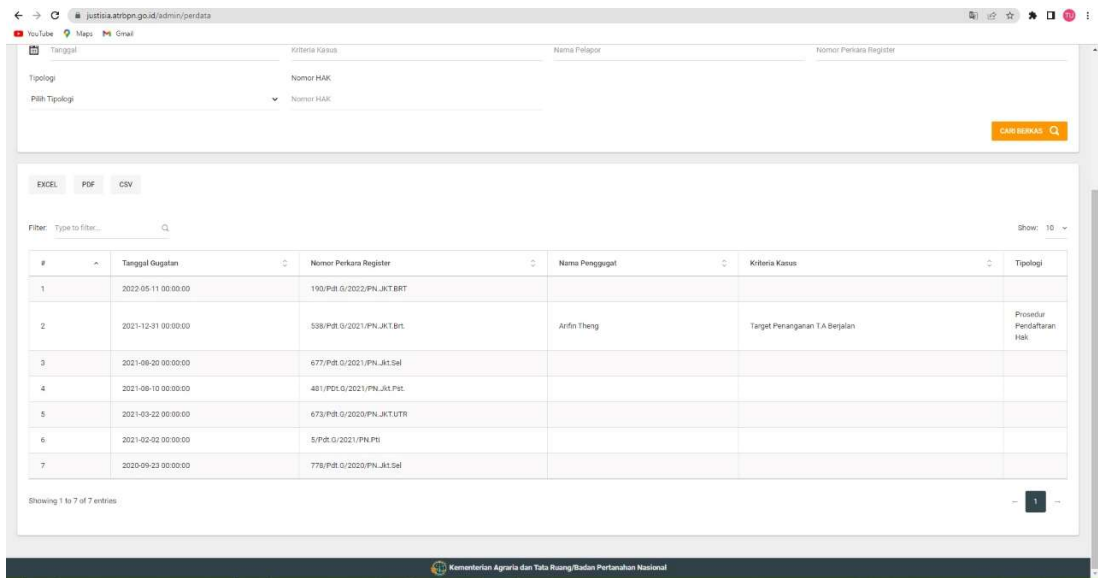 justisia.atrbpn.go.id/admin/perdata
TU
YouTube Maps Gmail
Tanggal Kriteria Kasus Nama Pelapor Nomor Perkara Register
Tipologi Nomor HAK
Pilih Tipologi Nomor HAK
CARI BERKAS
EXCEL PDF CSV
Filter: Type to filter... Show: 10
# Tanggal Gugatan Nomor Perkara Register Nama Penggugat Kriteria Kasus Tipologi
1 2022-05-11 00:00:00 190/Pdt.G/2022/PN.JKT.BRT
2 2021-12-31 00:00:00 538/Pdt.G/2021/PN.JKT.Brt. Arifin Theng Target Penanganan T.A Berjalan Prosedur
Pendaftaran
Hak
3 2021-08-20 00:00:00 677/Pdt.G/2021/PN.Jkt.Sel
4 2021-08-10 00:00:00 481/PDt.G/2021/PN.Jkt.Pst.
5 2021-03-22 00:00:00 673/Pdt.G/2020/PN.JKT.UTR
6 2021-02-02 00:00:00 5/Pdt.G/2021/PN.Pti
7 2020-09-23 00:00:00 778/Pdt.G/2020/PN.Jkt.Sel
Showing 1 to 7 of 7 entries ← 1 →
Kementerian Agraria dan Tata Ruang/Badan Pertanahan Nasional